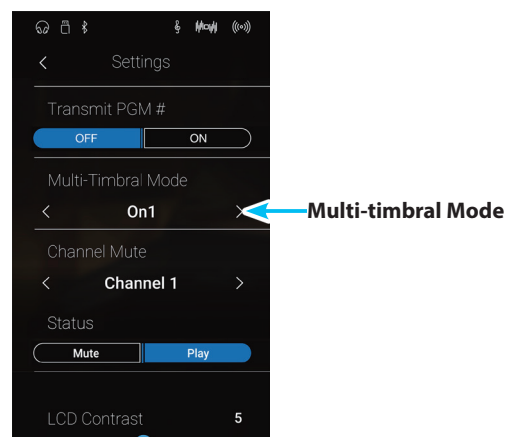 Settings
Transmit PGM #
OFF ON
Multi-Timbral Mode
On1
Multi-timbral Mode
Channel Mute
Channel 1
Status
Mute Play
LCD Contrast 5